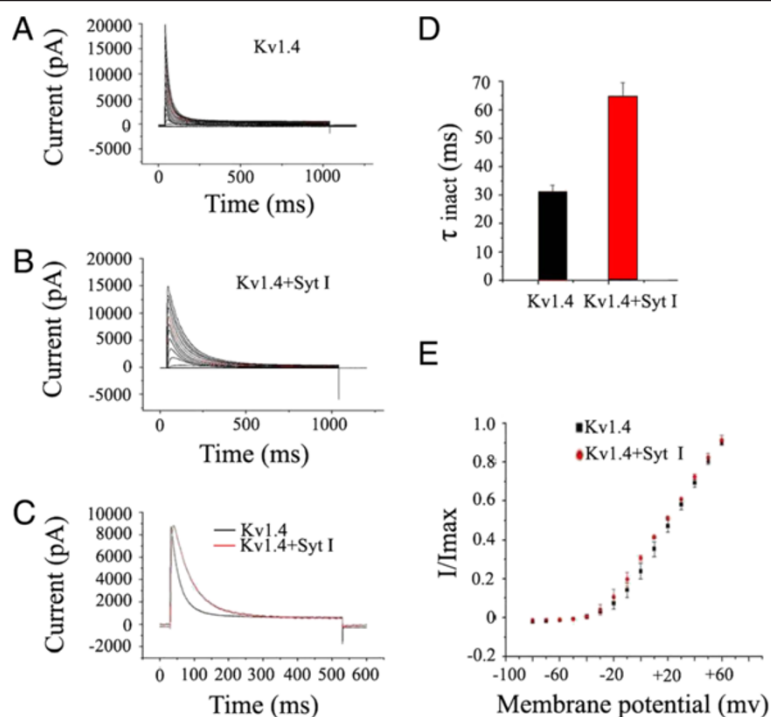 A
Current (pA)
20000
15000
10000
5000
0
-5000
Kv1.4
0 500 1000
Time (ms)
B
Current (pA)
20000
15000
10000
5000
0
-5000
Kv1.4+Syt I
0 500 1000
Time (ms)
C
Current (pA)
10000
8000
6000
4000
2000
0
-2000
Kv1.4
Kv1.4+Syt I
0 100 200 300 400 500 600
Time (ms)
D
τ inact (ms)
70
60
50
40
30
20
10
0
Kv1.4 Kv1.4+Syt I
E
I/Imax
1.0
0.8
0.6
0.4
0.2
0
-0.2
Kv1.4
Kv1.4+Syt I
-100 -60 -20 +20 +60
Membrane potential (mv)